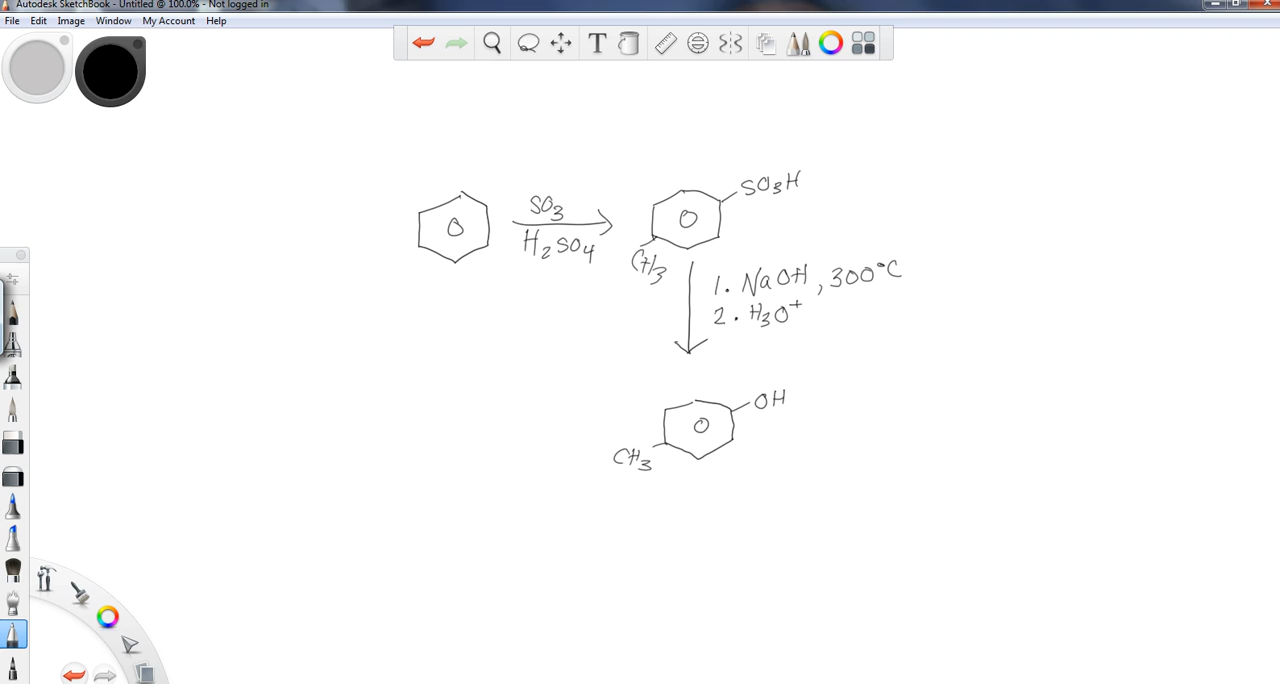 Autodesk SketchBook - Untitled @ 100.0% - Not logged in
File Edit Image Window My Account Help
T
SO3
H2SO4
SO3H
CH3
1. NaOH, 300°C
2. H3O+
OH
CH3